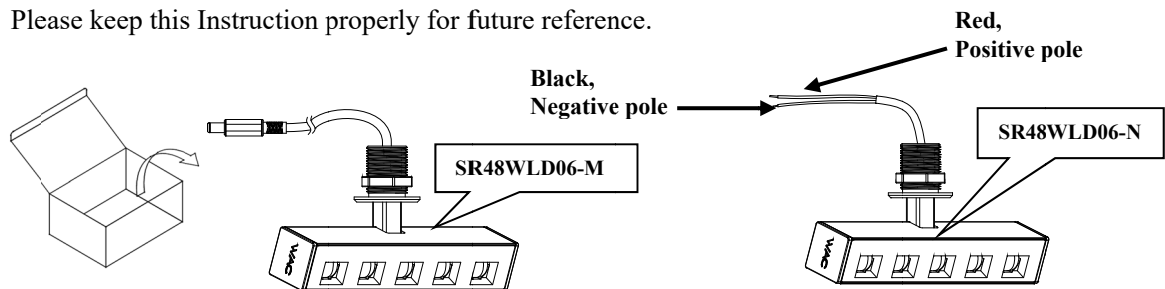 Please keep this Instruction properly for future reference.
Red,
Positive pole
Black,
Negative pole
SR48WLD06-M
SR48WLD06-N
WAC
WAC